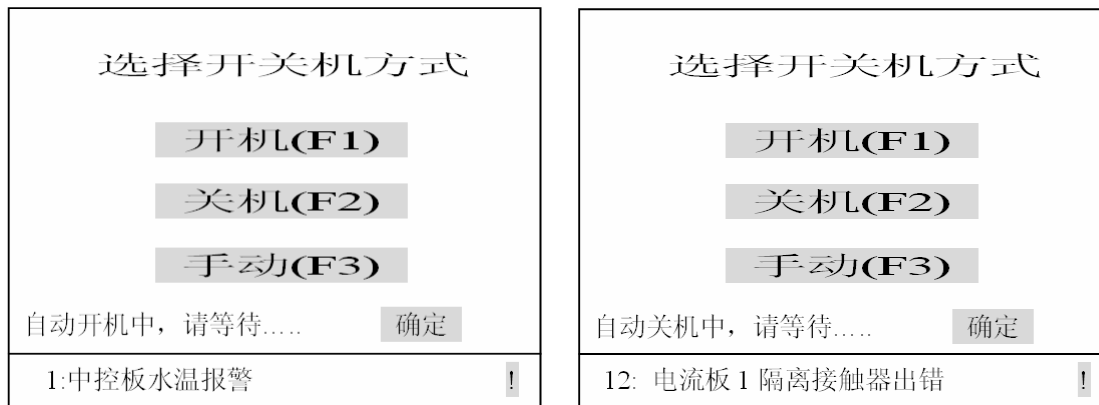 选择开关机方式
开机(F1)
关机(F2)
手动(F3)
自动开机中，请等待..... 确定
1:中控板水温报警 !
选择开关机方式
开机(F1)
关机(F2)
手动(F3)
自动关机中，请等待..... 确定
12: 电流板 1 隔离接触器出错 !